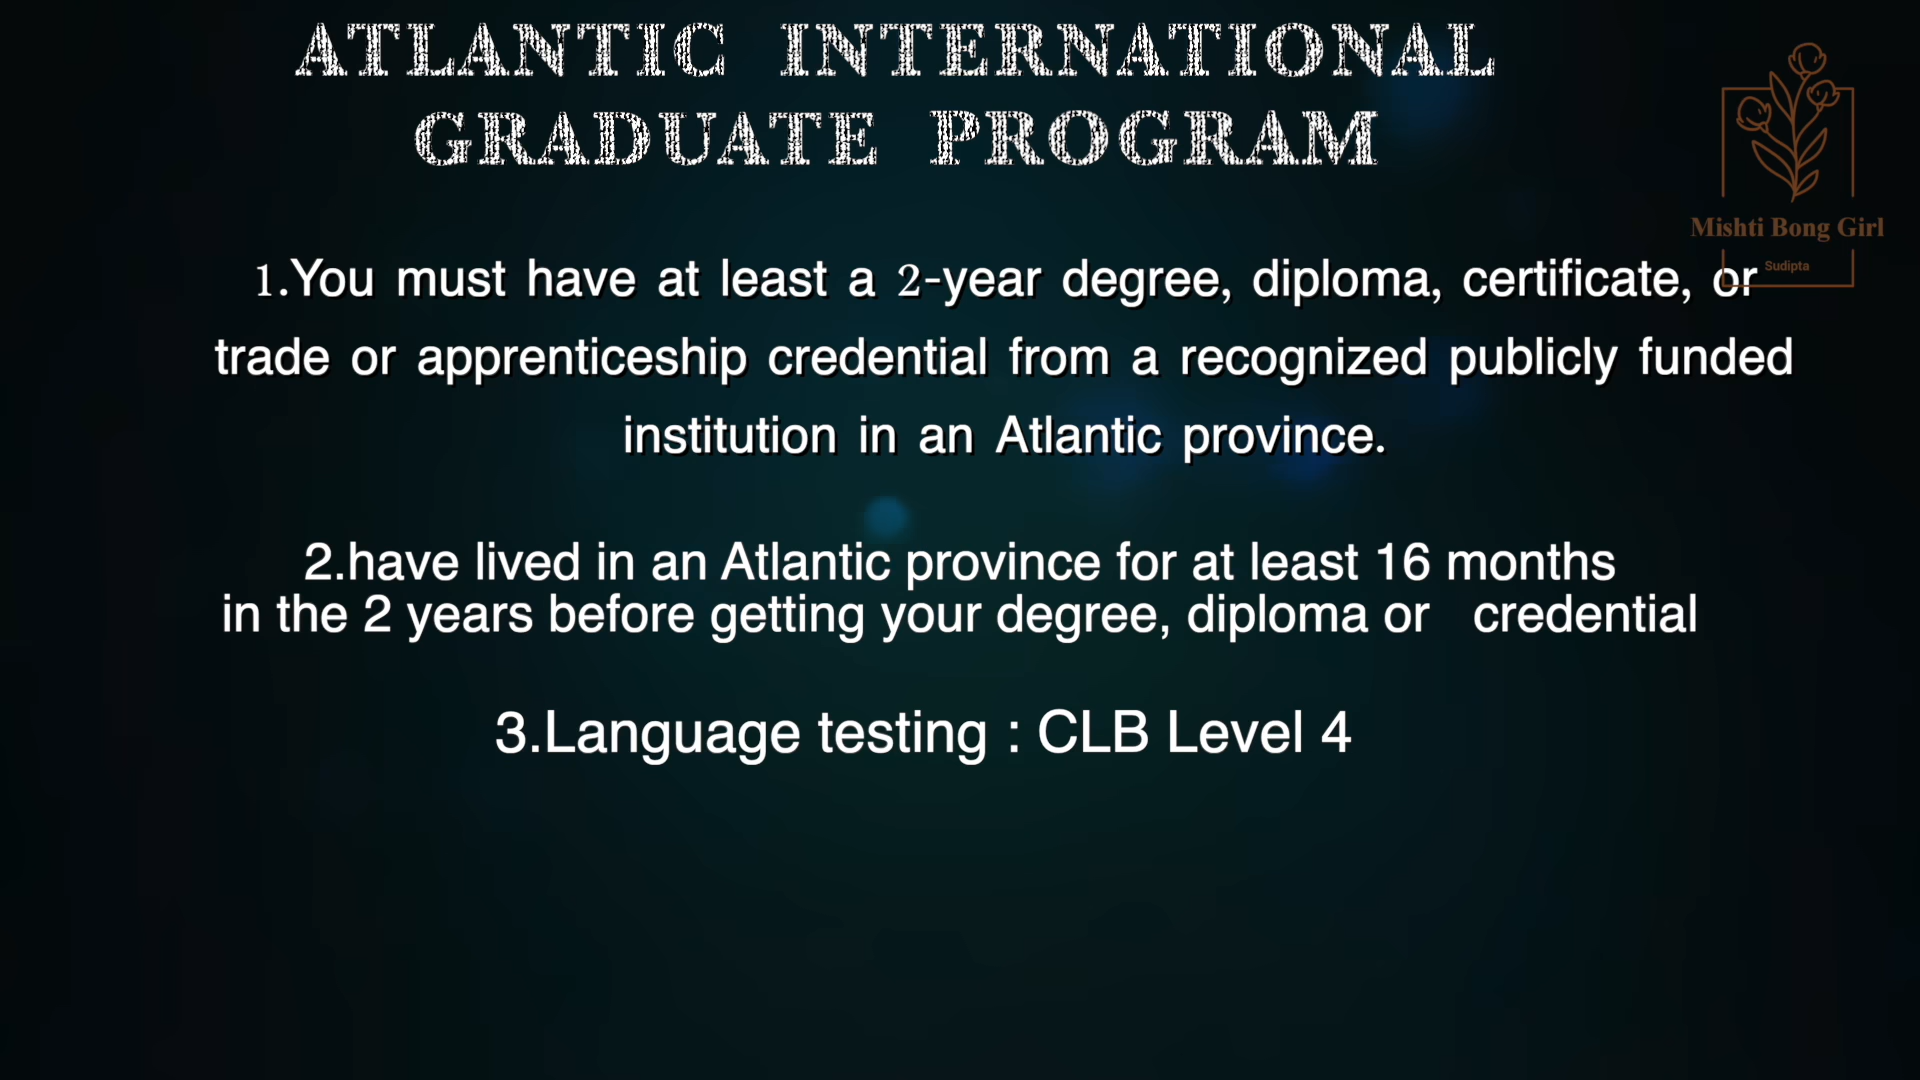 ATLANTIC INTERNATIONAL
GRADUATE PROGRAM
Mishti Bong Girl
Sudipta
1.You must have at least a 2-year degree, diploma, certificate, or
trade or apprenticeship credential from a recognized publicly funded
institution in an Atlantic province.
2.have lived in an Atlantic province for at least 16 months
in the 2 years before getting your degree, diploma or credential
3.Language testing : CLB Level 4